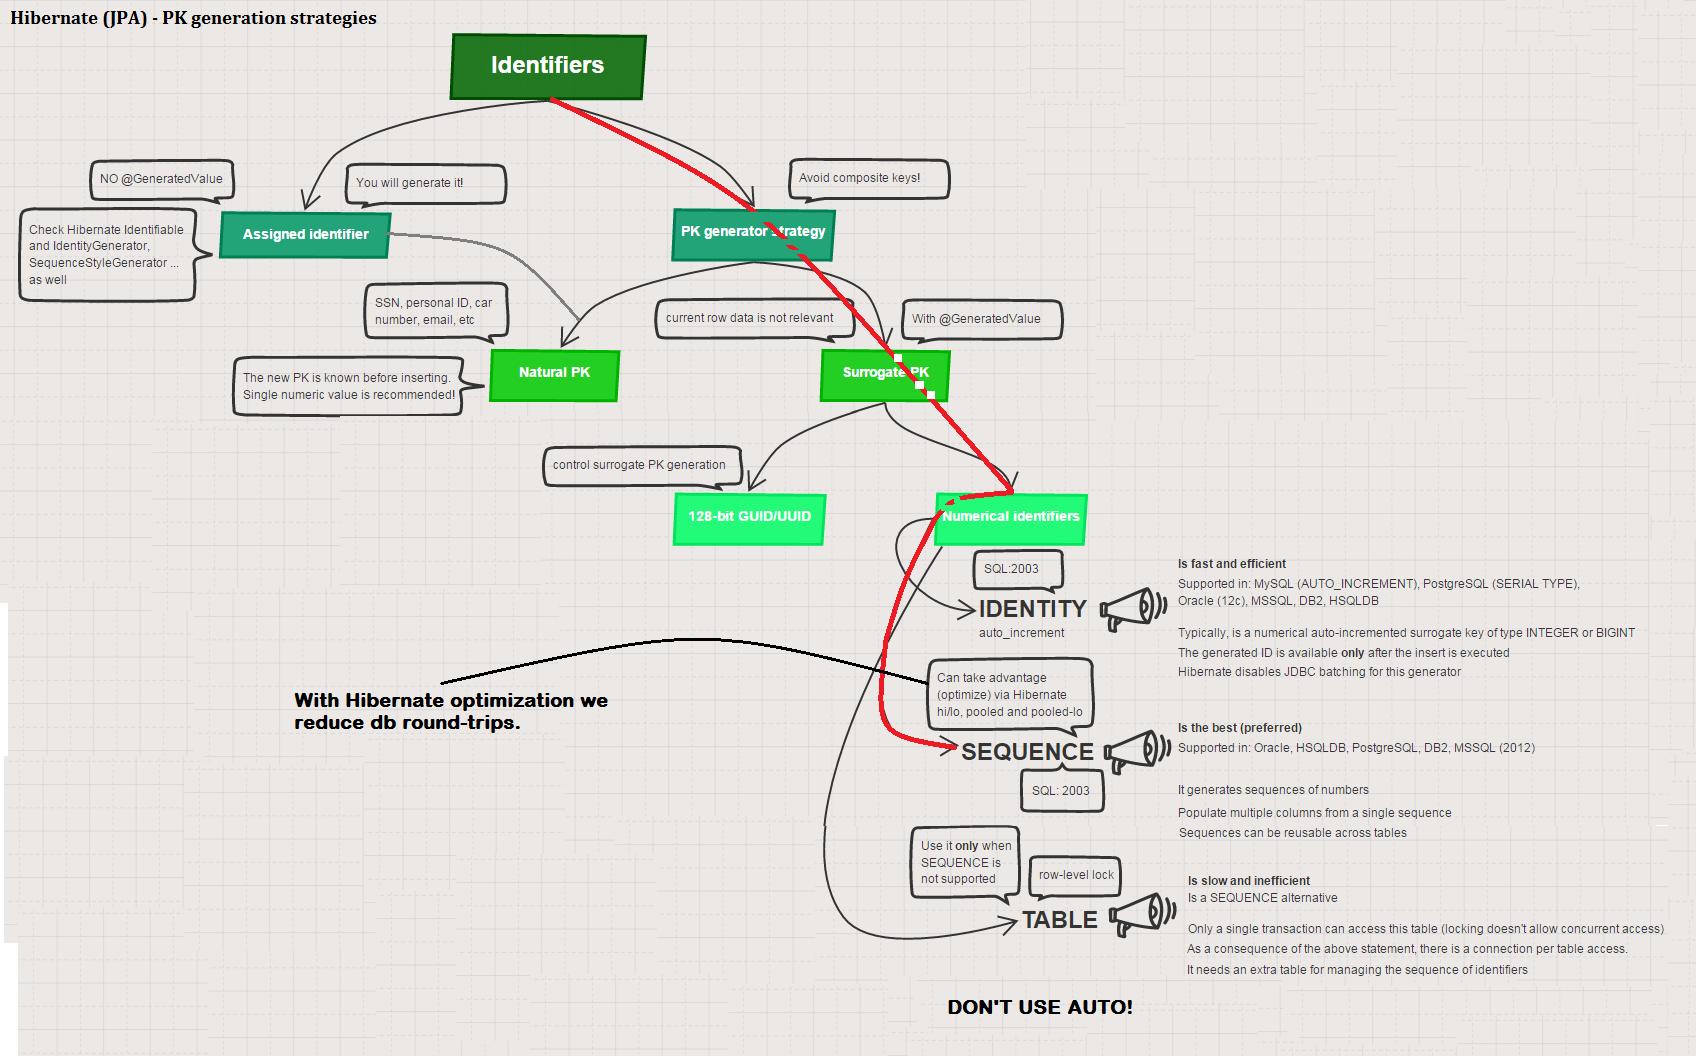 Hibernate (JPA) - PK generation strategies
Identifiers
NO @GeneratedValue
You will generate it!
Avoid composite keys!
Check Hibernate Identifiable
and IdentityGenerator,
SequenceStyleGenerator ...
as well
Assigned identifier
PK generator strategy
SSN, personal ID, car
number, email, etc
current row data is not relevant
With @GeneratedValue
The new PK is known before inserting.
Single numeric value is recommended!
Natural PK
Surrogate PK
control surrogate PK generation
128-bit GUID/UUID
Numerical identifiers
SQL:2003
IDENTITY
auto_increment
Is fast and efficient
Supported in: MySQL (AUTO_INCREMENT), PostgreSQL (SERIAL TYPE),
Oracle (12c), MSSQL, DB2, HSQLDB
Typically, is a numerical auto-incremented surrogate key of type INTEGER or BIGINT
The generated ID is available only after the insert is executed
Hibernate disables JDBC batching for this generator
With Hibernate optimization we
reduce db round-trips.
Can take advantage
(optimize) via Hibernate
hi/lo, pooled and pooled-lo
SEQUENCE
SQL: 2003
Is the best (preferred)
Supported in: Oracle, HSQLDB, PostgreSQL, DB2, MSSQL (2012)
It generates sequences of numbers
Populate multiple columns from a single sequence
Sequences can be reusable across tables
Use it only when
SEQUENCE is
not supported
row-level lock
TABLE
Is slow and inefficient
Is a SEQUENCE alternative
Only a single transaction can access this table (locking doesn't allow concurrent access)
As a consequence of the above statement, there is a connection per table access.
It needs an extra table for managing the sequence of identifiers
DON'T USE AUTO!